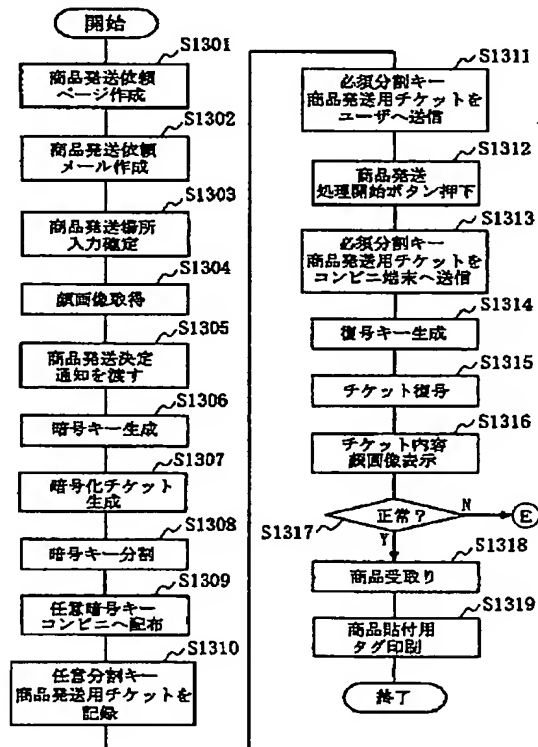 開始
S1301
商品発送依頼
ページ作成
S1302
商品発送依頼
メール作成
S1303
商品発送場所
入力確定
S1304
顔画像取得
S1305
商品発送決定
通知を渡す
S1306
暗号キー生成
S1307
暗号化チケット
生成
S1308
暗号キー分割
S1309
任意暗号キー
コンビニへ配布
S1310
任意分割キー
商品発送用チケットを
記録
S1311
必須分割キー
商品発送用チケットを
ユーザへ送信
S1312
商品発送
処理開始ボタン押下
S1313
必須分割キー
商品発送用チケットを
コンビニ端末へ送信
S1314
復号キー生成
S1315
チケット復号
S1316
チケット内容
顔画像表示
S1317
正常?
N
E
Y
S1318
商品受取り
S1319
商品貼付用
タグ印刷
終了